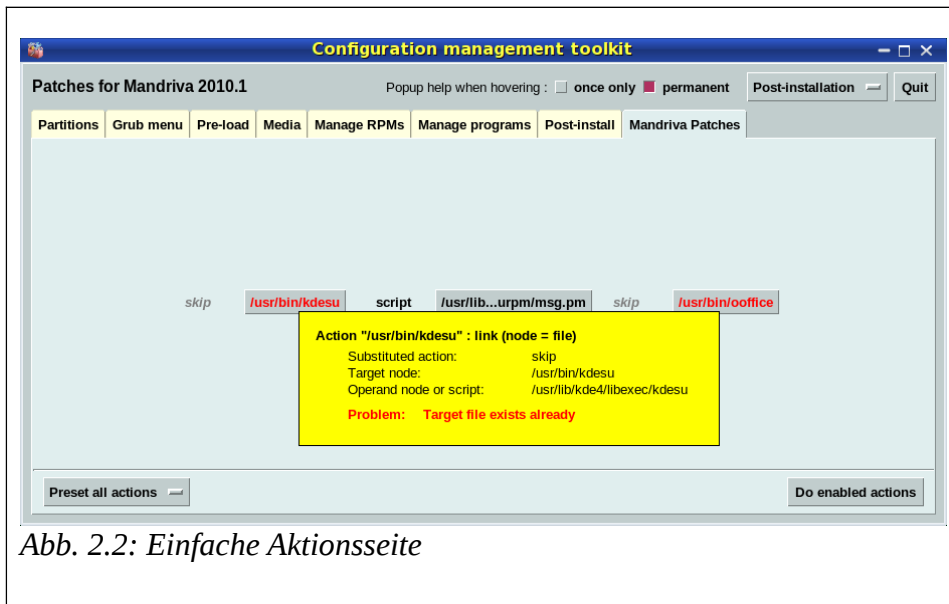 Configuration management toolkit
Patches for Mandriva 2010.1 Popup help when hovering : once only permanent Post-installation Quit
Partitions Grub menu Pre-load Media Manage RPMs Manage programs Post-install Mandriva Patches
skip /usr/bin/kdesu script /usr/lib...urpm/msg.pm skip /usr/bin/ooffice
Action "/usr/bin/kdesu" : link (node = file)
Substituted action: skip
Target node: /usr/bin/kdesu
Operand node or script: /usr/lib/kde4/libexec/kdesu
Problem: Target file exists already
Preset all actions Do enabled actions
Abb. 2.2: Einfache Aktionsseite